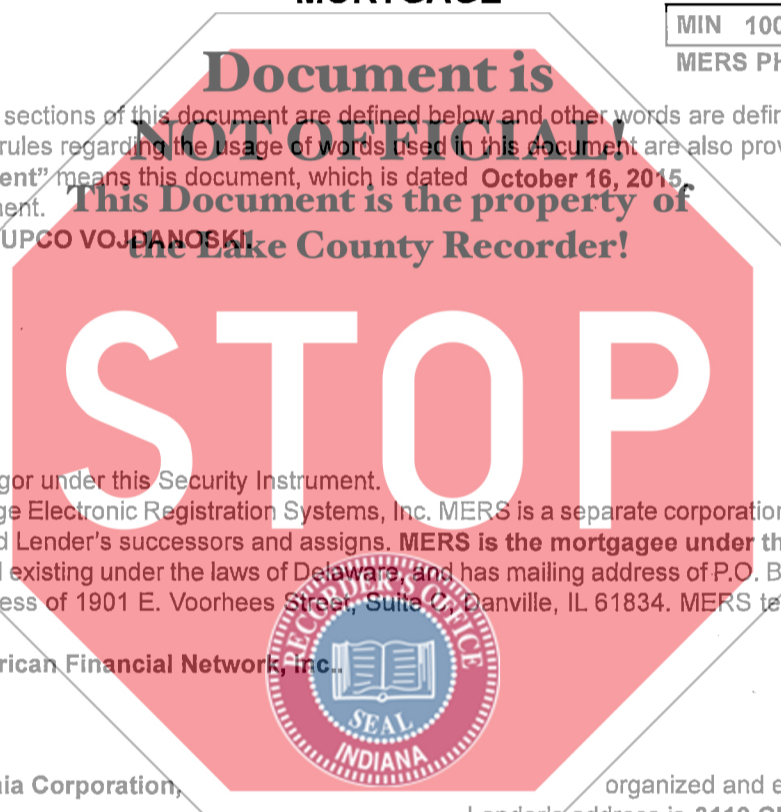 MORTGAGE
MIN 100
MERS PH
Document is
sections of this document are defined below and other words are defin
NOT OFFICIAL!
rules regarding the usage of words used in this document are also prov
ent" means this document, which is dated October 16, 2015,
This Document is the property of
ent.
UPCO VOJDANOSKI.
the Lake County Recorder!
STOP
gor under this Security Instrument.
ge Electronic Registration Systems, Inc. MERS is a separate corporation
d Lender's successors and assigns. MERS is the mortgagee under th
existing under the laws of Delaware, and has mailing address of P.O. B
ess of 1901 E. Voorhees Street, Suite C, Danville, IL 61834. MERS te
RECORDER'S OFFICE
rican Financial Network, Inc..
SEAL
INDIANA
nia Corporation,
organized and e
Lender's address is 3110